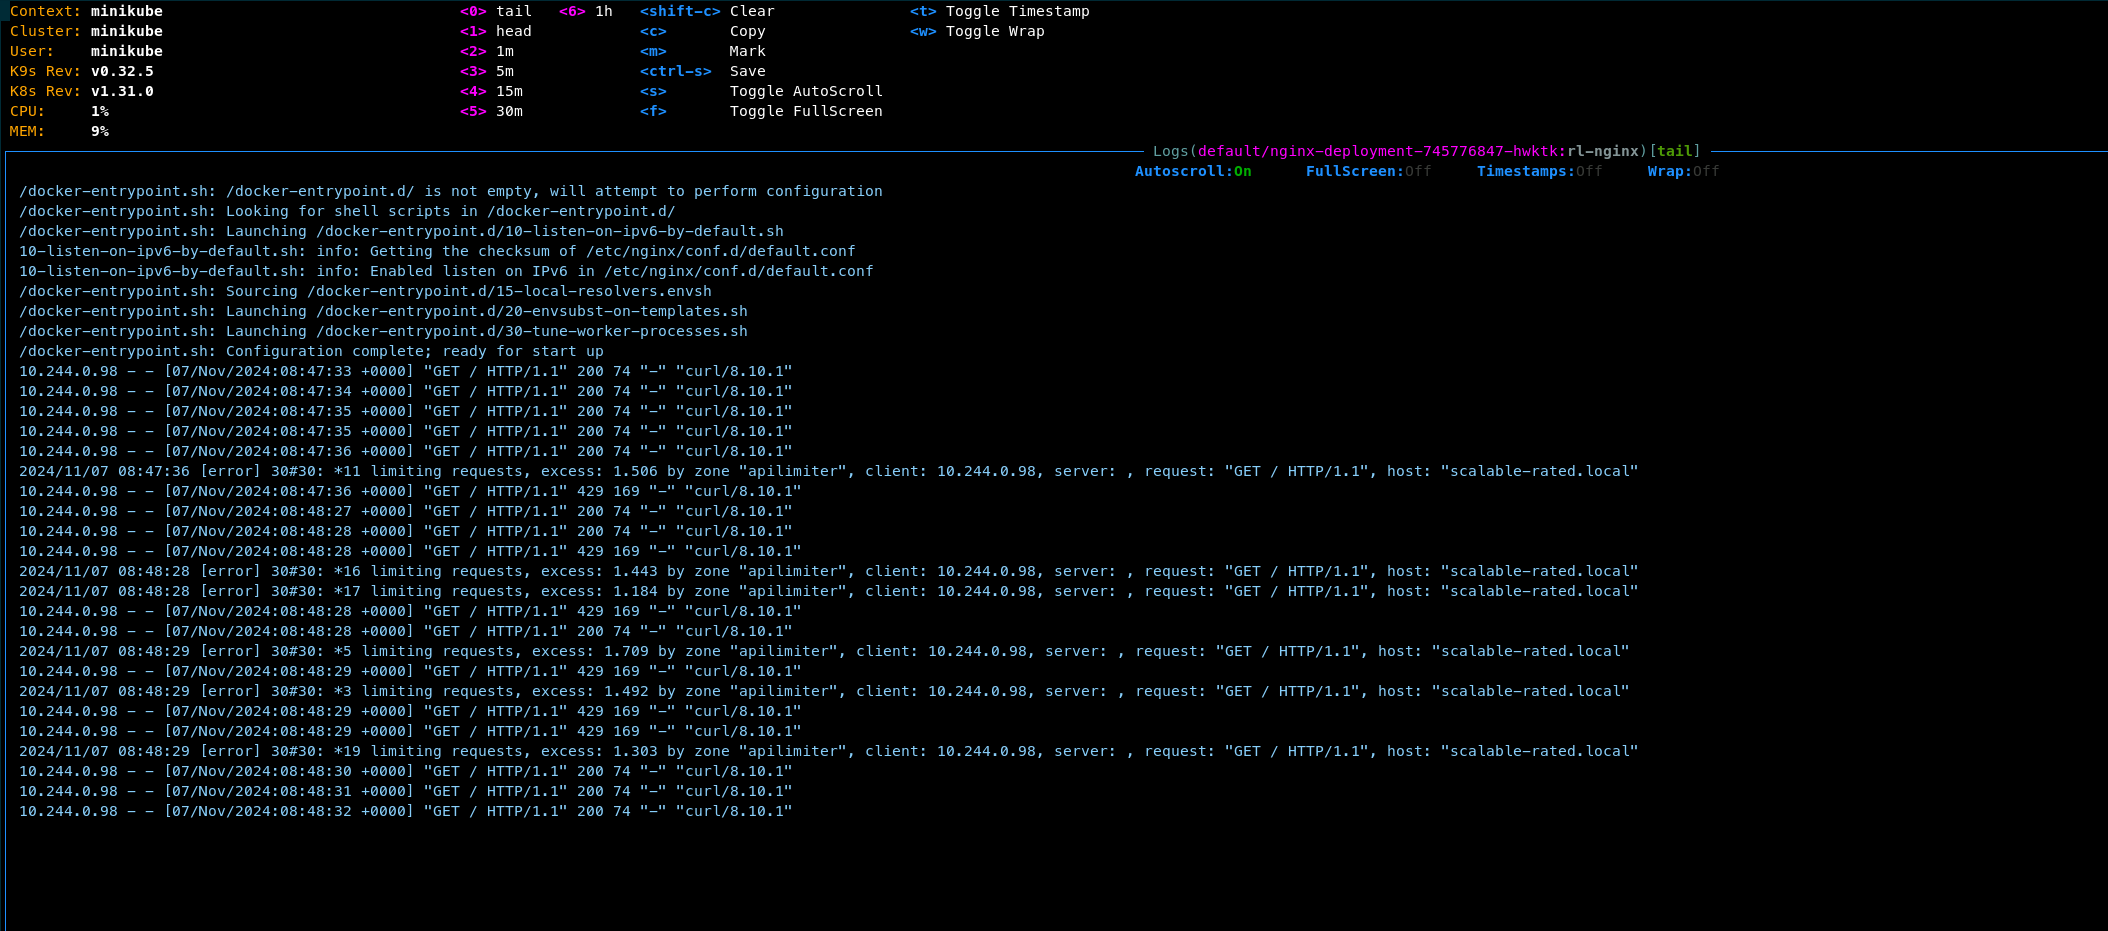 Context: minikube <0> tail <6> 1h <shift-c> Clear <t> Toggle Timestamp
Cluster: minikube <1> head <c> Copy <w> Toggle Wrap
User: minikube <2> 1m <m> Mark
K9s Rev: v0.32.5 <3> 5m <ctrl-s> Save
K8s Rev: v1.31.0 <4> 15m <s> Toggle AutoScroll
CPU: 1% <5> 30m <f> Toggle FullScreen
MEM: 9%
Logs(default/nginx-deployment-745776847-hwktk:rl-nginx)[tail]
Autoscroll:On FullScreen:Off Timestamps:Off Wrap:Off
/docker-entrypoint.sh: /docker-entrypoint.d/ is not empty, will attempt to perform configuration
/docker-entrypoint.sh: Looking for shell scripts in /docker-entrypoint.d/
/docker-entrypoint.sh: Launching /docker-entrypoint.d/10-listen-on-ipv6-by-default.sh
10-listen-on-ipv6-by-default.sh: info: Getting the checksum of /etc/nginx/conf.d/default.conf
10-listen-on-ipv6-by-default.sh: info: Enabled listen on IPv6 in /etc/nginx/conf.d/default.conf
/docker-entrypoint.sh: Sourcing /docker-entrypoint.d/15-local-resolvers.envsh
/docker-entrypoint.sh: Launching /docker-entrypoint.d/20-envsubst-on-templates.sh
/docker-entrypoint.sh: Launching /docker-entrypoint.d/30-tune-worker-processes.sh
/docker-entrypoint.sh: Configuration complete; ready for start up
10.244.0.98 - - [07/Nov/2024:08:47:33 +0000] "GET / HTTP/1.1" 200 74 "-" "curl/8.10.1"
10.244.0.98 - - [07/Nov/2024:08:47:34 +0000] "GET / HTTP/1.1" 200 74 "-" "curl/8.10.1"
10.244.0.98 - - [07/Nov/2024:08:47:35 +0000] "GET / HTTP/1.1" 200 74 "-" "curl/8.10.1"
10.244.0.98 - - [07/Nov/2024:08:47:35 +0000] "GET / HTTP/1.1" 200 74 "-" "curl/8.10.1"
10.244.0.98 - - [07/Nov/2024:08:47:36 +0000] "GET / HTTP/1.1" 200 74 "-" "curl/8.10.1"
2024/11/07 08:47:36 [error] 30#30: *11 limiting requests, excess: 1.506 by zone "apilimiter", client: 10.244.0.98, server: , request: "GET / HTTP/1.1", host: "scalable-rated.local"
10.244.0.98 - - [07/Nov/2024:08:47:36 +0000] "GET / HTTP/1.1" 429 169 "-" "curl/8.10.1"
10.244.0.98 - - [07/Nov/2024:08:48:27 +0000] "GET / HTTP/1.1" 200 74 "-" "curl/8.10.1"
10.244.0.98 - - [07/Nov/2024:08:48:28 +0000] "GET / HTTP/1.1" 200 74 "-" "curl/8.10.1"
10.244.0.98 - - [07/Nov/2024:08:48:28 +0000] "GET / HTTP/1.1" 429 169 "-" "curl/8.10.1"
2024/11/07 08:48:28 [error] 30#30: *16 limiting requests, excess: 1.443 by zone "apilimiter", client: 10.244.0.98, server: , request: "GET / HTTP/1.1", host: "scalable-rated.local"
2024/11/07 08:48:28 [error] 30#30: *17 limiting requests, excess: 1.184 by zone "apilimiter", client: 10.244.0.98, server: , request: "GET / HTTP/1.1", host: "scalable-rated.local"
10.244.0.98 - - [07/Nov/2024:08:48:28 +0000] "GET / HTTP/1.1" 429 169 "-" "curl/8.10.1"
10.244.0.98 - - [07/Nov/2024:08:48:28 +0000] "GET / HTTP/1.1" 200 74 "-" "curl/8.10.1"
2024/11/07 08:48:29 [error] 30#30: *5 limiting requests, excess: 1.709 by zone "apilimiter", client: 10.244.0.98, server: , request: "GET / HTTP/1.1", host: "scalable-rated.local"
10.244.0.98 - - [07/Nov/2024:08:48:29 +0000] "GET / HTTP/1.1" 429 169 "-" "curl/8.10.1"
2024/11/07 08:48:29 [error] 30#30: *3 limiting requests, excess: 1.492 by zone "apilimiter", client: 10.244.0.98, server: , request: "GET / HTTP/1.1", host: "scalable-rated.local"
10.244.0.98 - - [07/Nov/2024:08:48:29 +0000] "GET / HTTP/1.1" 429 169 "-" "curl/8.10.1"
10.244.0.98 - - [07/Nov/2024:08:48:29 +0000] "GET / HTTP/1.1" 429 169 "-" "curl/8.10.1"
2024/11/07 08:48:29 [error] 30#30: *19 limiting requests, excess: 1.303 by zone "apilimiter", client: 10.244.0.98, server: , request: "GET / HTTP/1.1", host: "scalable-rated.local"
10.244.0.98 - - [07/Nov/2024:08:48:30 +0000] "GET / HTTP/1.1" 200 74 "-" "curl/8.10.1"
10.244.0.98 - - [07/Nov/2024:08:48:31 +0000] "GET / HTTP/1.1" 200 74 "-" "curl/8.10.1"
10.244.0.98 - - [07/Nov/2024:08:48:32 +0000] "GET / HTTP/1.1" 200 74 "-" "curl/8.10.1"